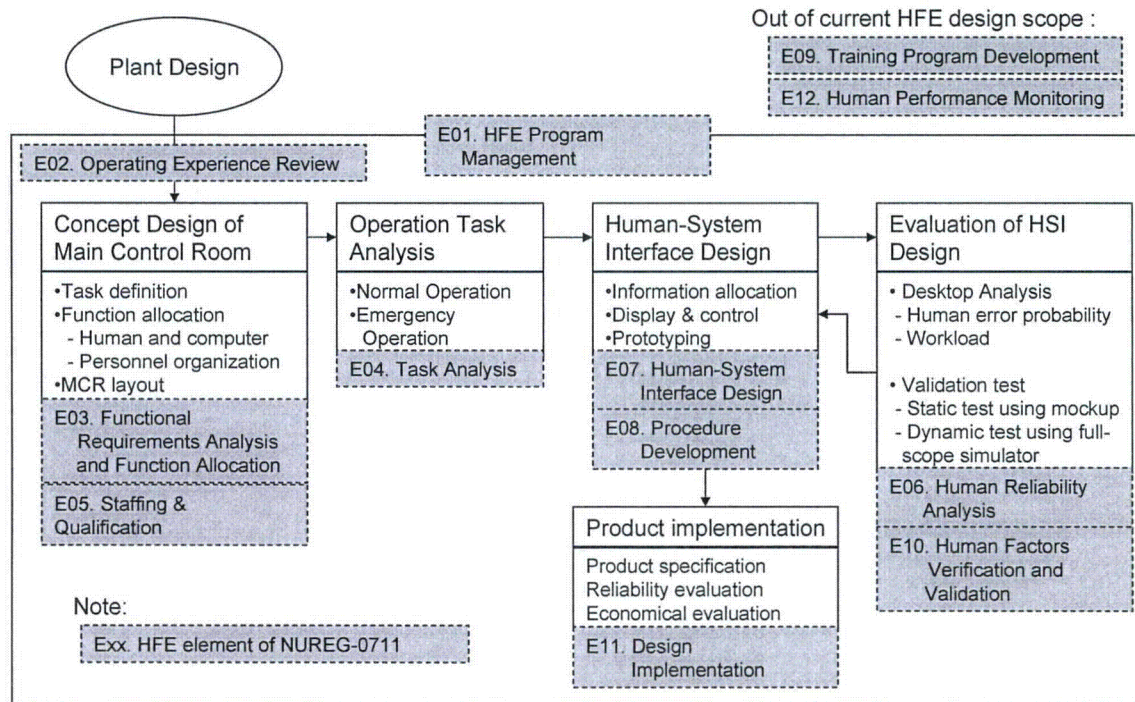 Out of current HFE design scope :
E09. Training Program Development
E12. Human Performance Monitoring
Plant Design
E01. HFE Program
Management
E02. Operating Experience Review
Concept Design of
Main Control Room
•Task definition
•Function allocation
- Human and computer
- Personnel organization
•MCR layout
E03. Functional
Requirements Analysis
and Function Allocation
E05. Staffing &
Qualification
Operation Task
Analysis
•Normal Operation
•Emergency
Operation
E04. Task Analysis
Human-System
Interface Design
•Information allocation
•Display & control
•Prototyping
E07. Human-System
Interface Design
E08. Procedure
Development
Evaluation of HSI
Design
• Desktop Analysis
- Human error probability
- Workload
• Validation test
- Static test using mockup
- Dynamic test using full-
scope simulator
E06. Human Reliability
Analysis
E10. Human Factors
Verification and
Validation
Product implementation
Product specification
Reliability evaluation
Economical evaluation
E11. Design
Implementation
Note:
Exx. HFE element of NUREG-0711